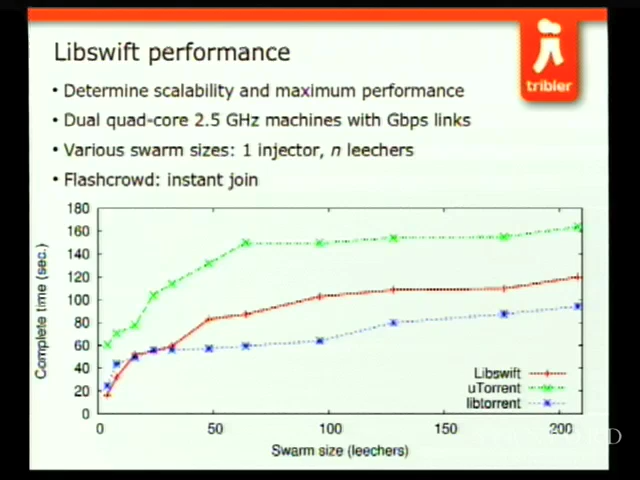 Libswift performance
tribler
• Determine scalability and maximum performance
• Dual quad-core 2.5 GHz machines with Gbps links
• Various swarm sizes: 1 injector, n leechers
• Flashcrowd: instant join
180
160
140
120
100
80
60
40
20
0
Complete time (sec.)
Libswift
uTorrent
libtorrent
0 50 100 150 200
Swarm size (leechers)